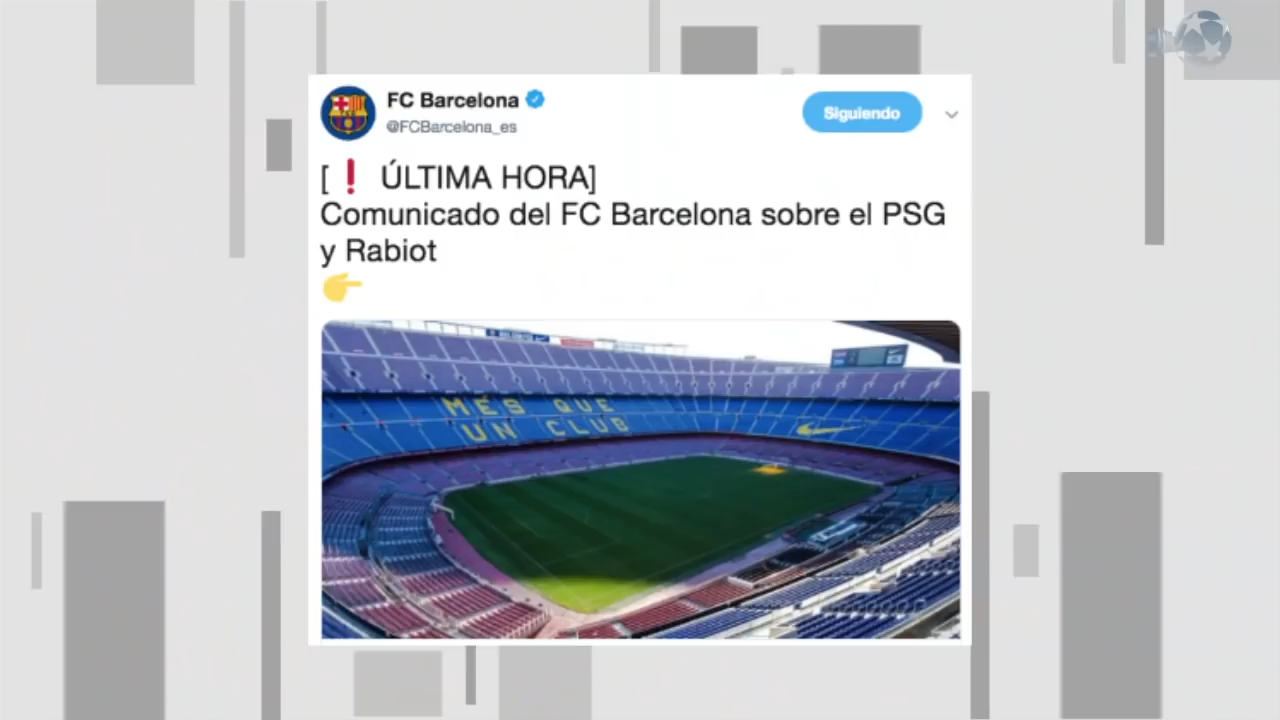 FC Barcelona
@FCBarcelona_es
Siguiendo
[❗ ÚLTIMA HORA]
Comunicado del FC Barcelona sobre el PSG
y Rabiot
MÉS QUE
UN CLUB